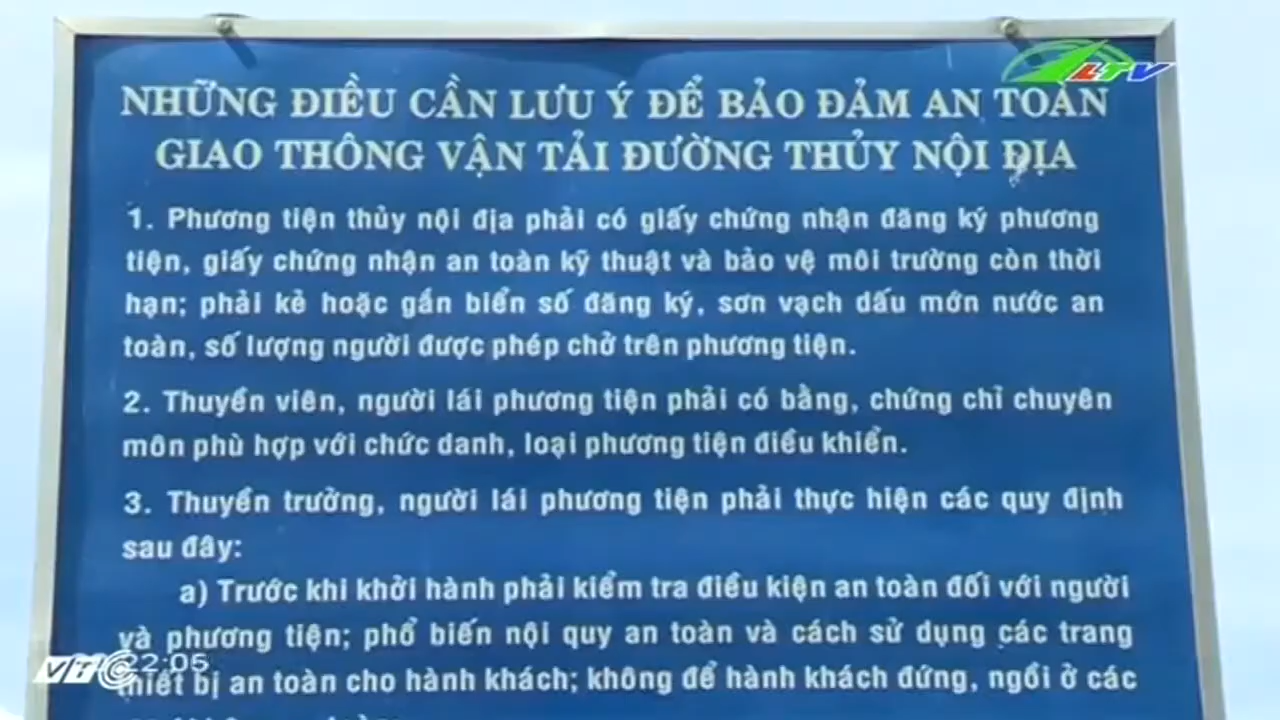 LTV
NHỮNG ĐIỀU CẦN LƯU Ý ĐỂ BẢO ĐẢM AN TOÀN
GIAO THÔNG VẬN TẢI ĐƯỜNG THỦY NỘI ĐỊA
1. Phương tiện thủy nội địa phải có giấy chứng nhận đăng ký phương
tiện, giấy chứng nhận an toàn kỹ thuật và bảo vệ môi trường còn thời
hạn; phải kẻ hoặc gắn biển số đăng ký, sơn vạch dấu mớn nước an
toàn, số lượng người được phép chở trên phương tiện.
2. Thuyền viên, người lái phương tiện phải có bằng, chứng chỉ chuyên
môn phù hợp với chức danh, loại phương tiện điều khiển.
3. Thuyền trưởng, người lái phương tiện phải thực hiện các quy định
sau đây:
a) Trước khi khởi hành phải kiểm tra điều kiện an toàn đối với người
và phương tiện; phổ biến nội quy an toàn và cách sử dụng các trang
thiết bị an toàn cho hành khách; không để hành khách đứng, ngồi ở các
VTC 22:05